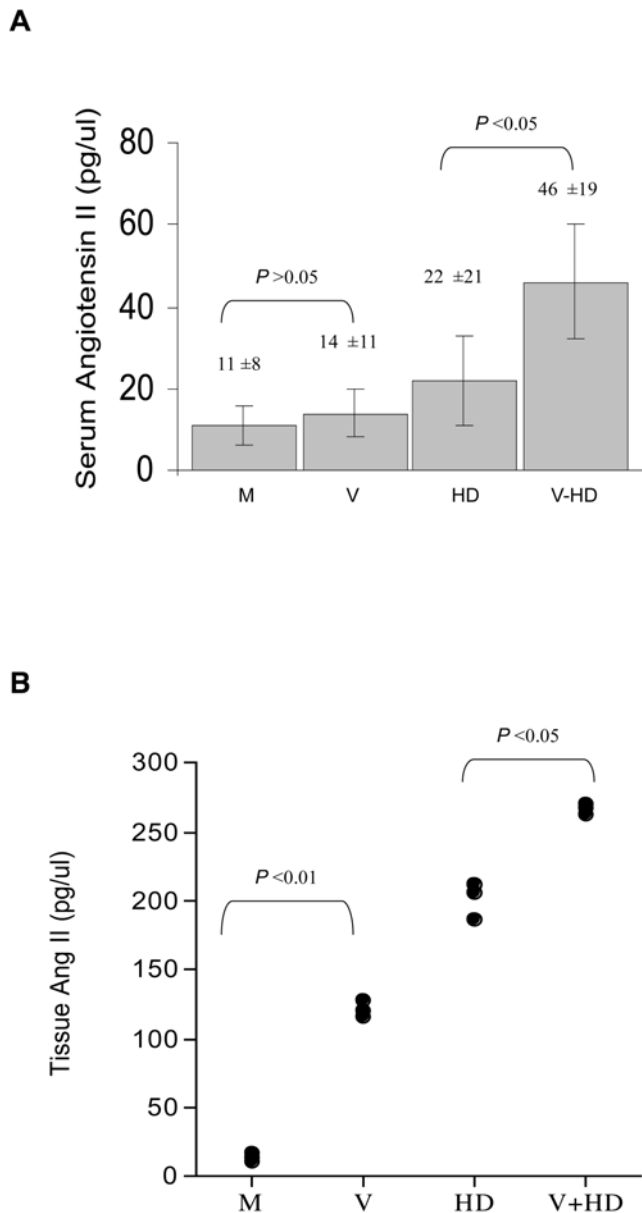 A
Serum Angiotensin II (pg/ul)
80
60
40
20
0
P >0.05
P <0.05
11 ±8
14 ±11
22 ±21
46 ±19
M V HD V-HD
B
Tissue Ang II (pg/ul)
300
250
200
150
100
50
0
P <0.01
P <0.05
M V HD V+HD